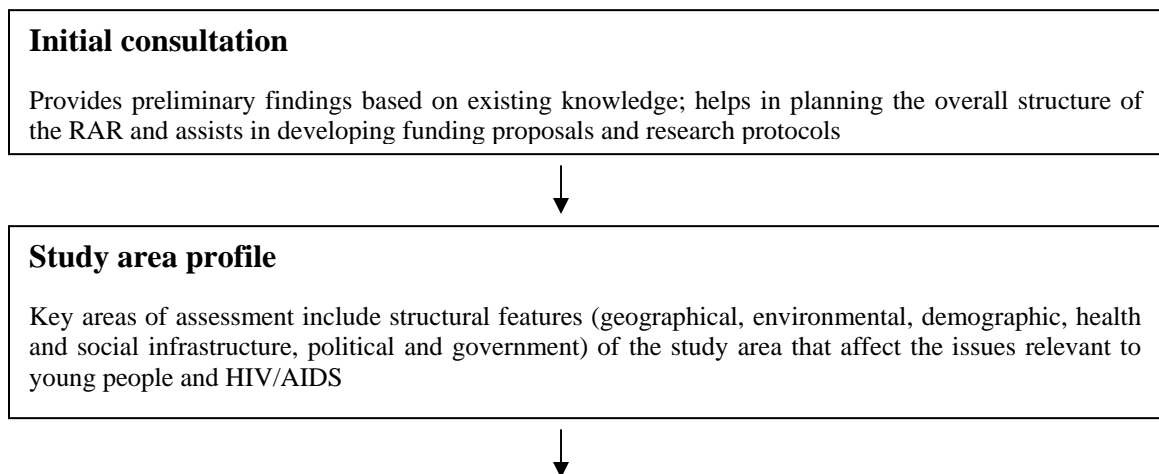 Initial consultation
Provides preliminary findings based on existing knowledge; helps in planning the overall structure of
the RAR and assists in developing funding proposals and research protocols
Study area profile
Key areas of assessment include structural features (geographical, environmental, demographic, health
and social infrastructure, political and government) of the study area that affect the issues relevant to
young people and HIV/AIDS